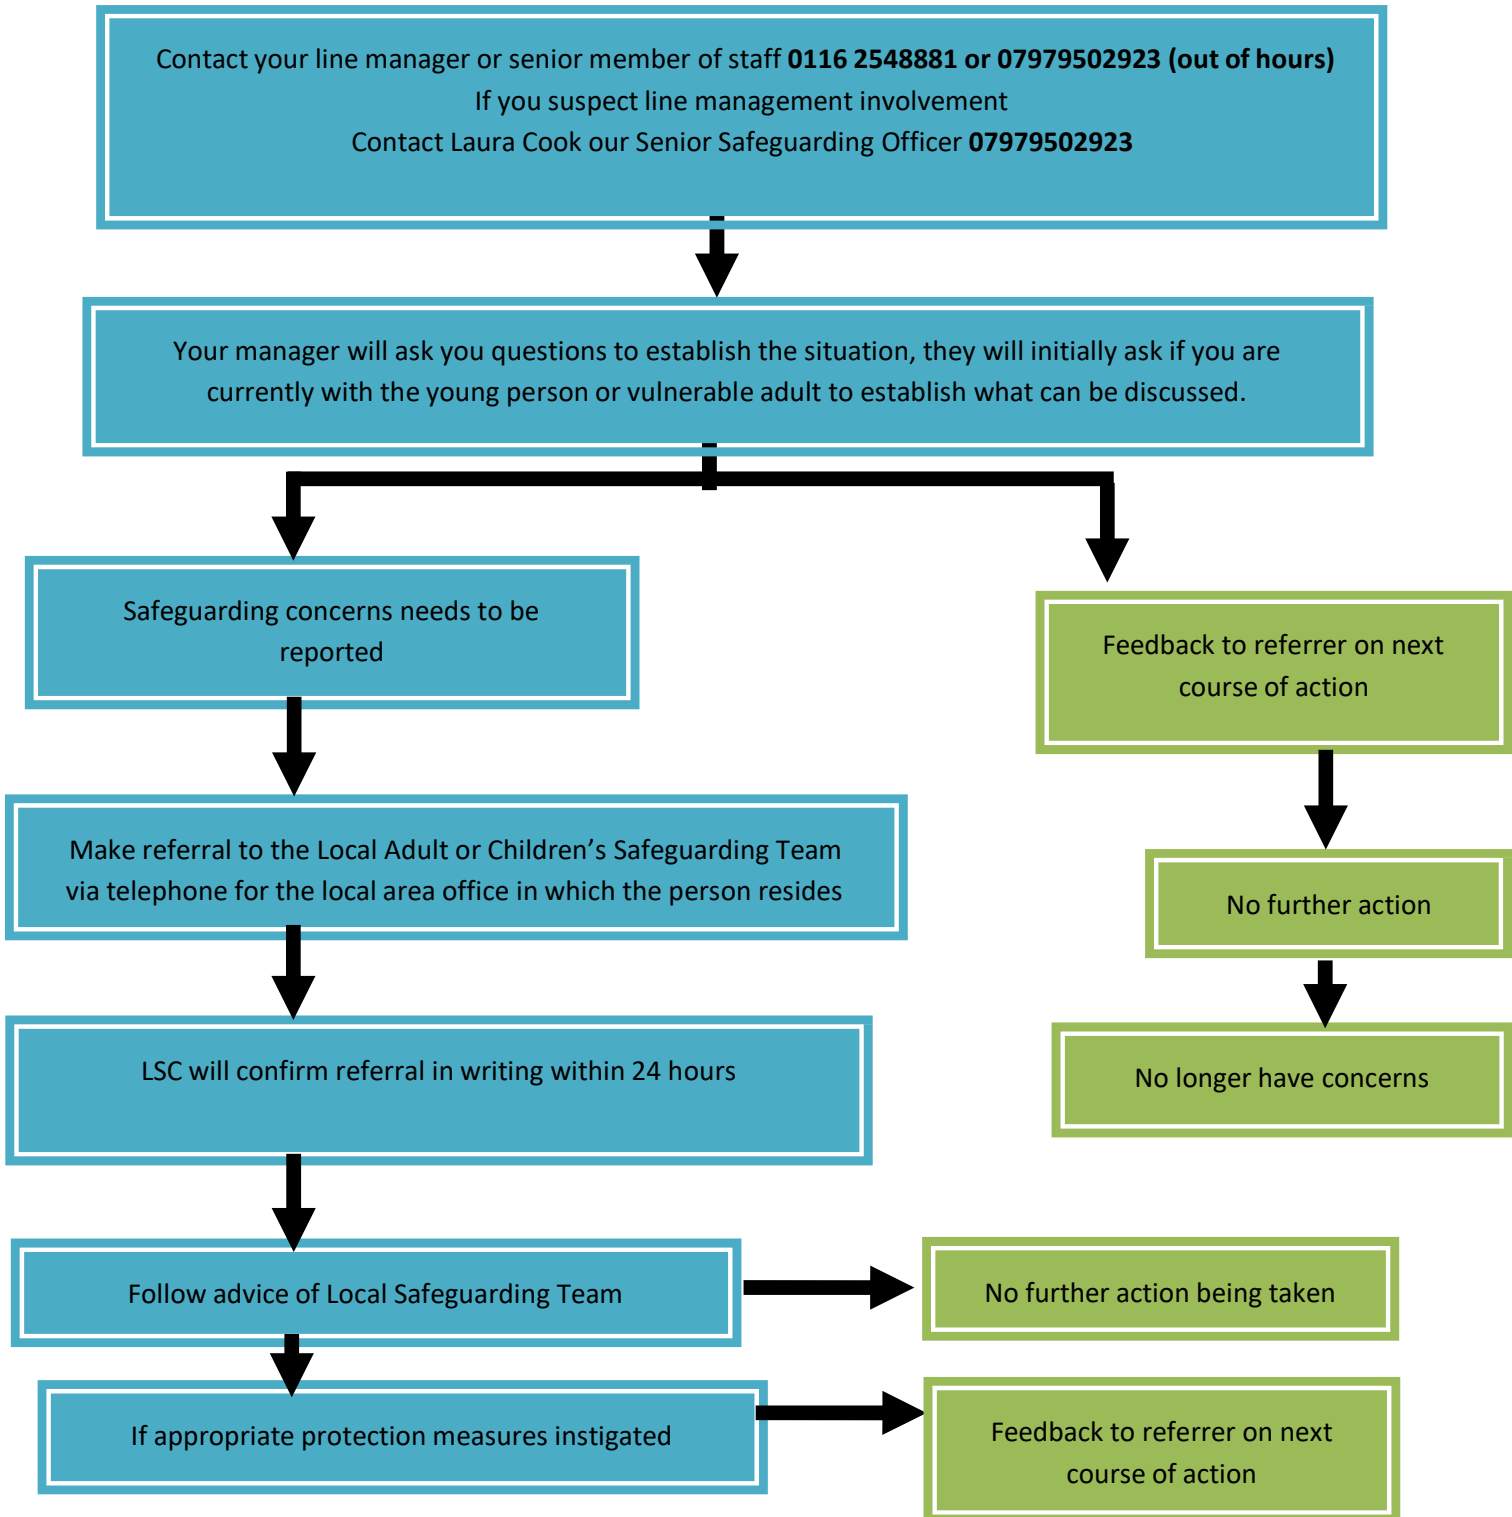 Contact your line manager or senior member of staff 0116 2548881 or 07979502923 (out of hours)
If you suspect line management involvement
Contact Laura Cook our Senior Safeguarding Officer 07979502923
Your manager will ask you questions to establish the situation, they will initially ask if you are
currently with the young person or vulnerable adult to establish what can be discussed.
Safeguarding concerns needs to be
reported
Feedback to referrer on next
course of action
Make referral to the Local Adult or Children’s Safeguarding Team
via telephone for the local area office in which the person resides
No further action
LSC will confirm referral in writing within 24 hours
No longer have concerns
Follow advice of Local Safeguarding Team
No further action being taken
If appropriate protection measures instigated
Feedback to referrer on next
course of action